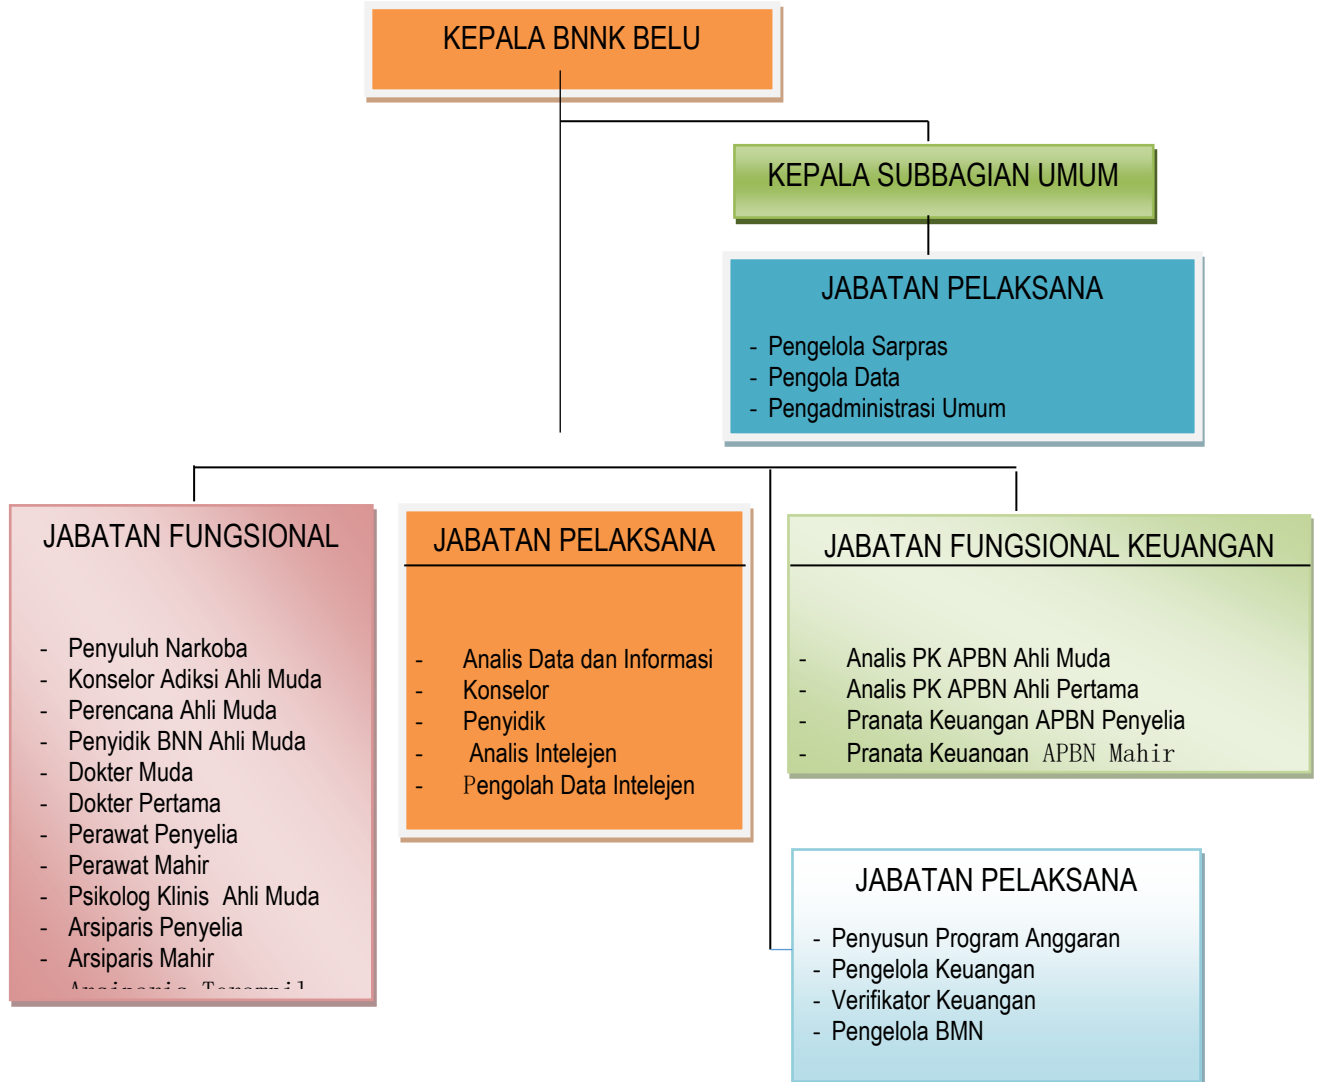 KEPALA BNNK BELU
KEPALA SUBBAGIAN UMUM
JABATAN PELAKSANA
- Pengelola Sarpras
- Pengola Data
- Pengadministrasi Umum
JABATAN FUNGSIONAL
- Penyuluh Narkoba
- Konselor Adiksi Ahli Muda
- Perencana Ahli Muda
- Penyidik BNN Ahli Muda
- Dokter Muda
- Dokter Pertama
- Perawat Penyelia
- Perawat Mahir
- Psikolog Klinis Ahli Muda
- Arsiparis Penyelia
- Arsiparis Mahir
JABATAN PELAKSANA
- Analis Data dan Informasi
- Konselor
- Penyidik
- Analis Intelejen
- Pengolah Data Intelejen
JABATAN FUNGSIONAL KEUANGAN
- Analis PK APBN Ahli Muda
- Analis PK APBN Ahli Pertama
- Pranata Keuangan APBN Penyelia
- Pranata Keuangan APBN Mahir
JABATAN PELAKSANA
- Penyusun Program Anggaran
- Pengelola Keuangan
- Verifikator Keuangan
- Pengelola BMN